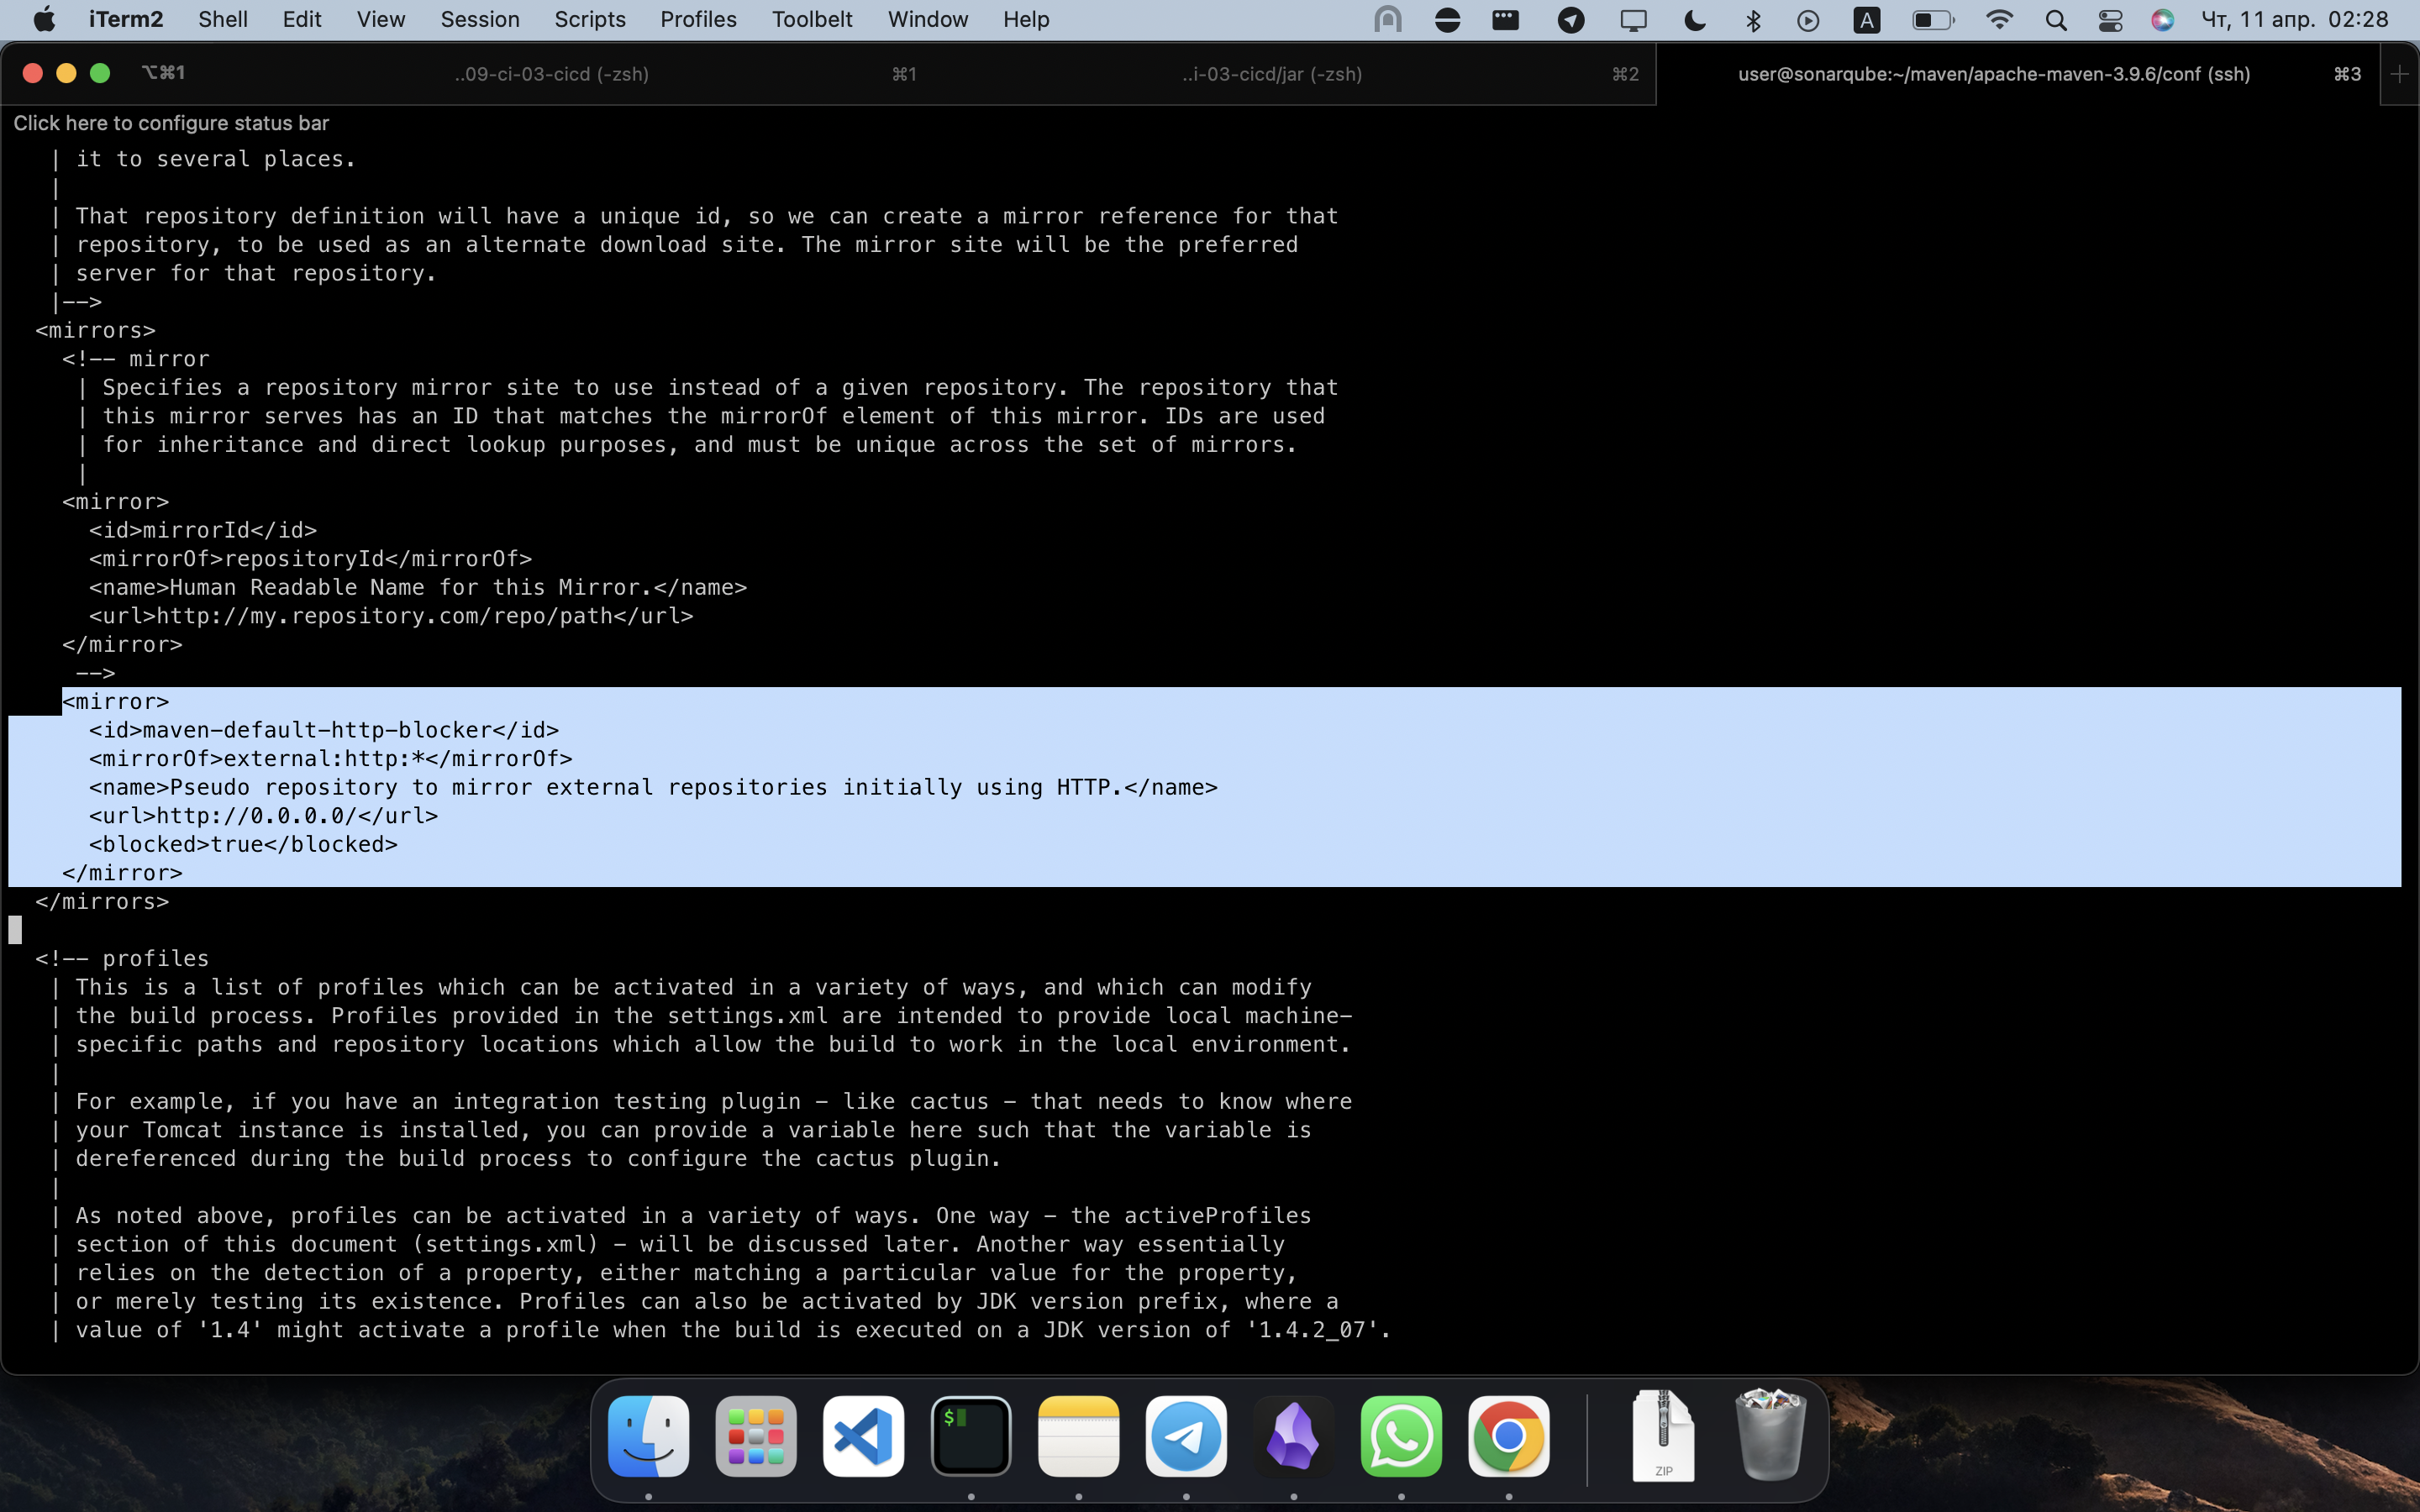 iTerm2 Shell Edit View Session Scripts Profiles Toolbelt Window Help A Чт, 11 апр. 02:28
⌥⌘1 ..09-ci-03-cicd (-zsh) ⌘1 ..i-03-cicd/jar (-zsh) ⌘2 user@sonarqube:~/maven/apache-maven-3.9.6/conf (ssh) ⌘3 +
Click here to configure status bar
| it to several places.
|
| That repository definition will have a unique id, so we can create a mirror reference for that
| repository, to be used as an alternate download site. The mirror site will be the preferred
| server for that repository.
|-->
<mirrors>
<!-- mirror
| Specifies a repository mirror site to use instead of a given repository. The repository that
| this mirror serves has an ID that matches the mirrorOf element of this mirror. IDs are used
| for inheritance and direct lookup purposes, and must be unique across the set of mirrors.
|
<mirror>
<id>mirrorId</id>
<mirrorOf>repositoryId</mirrorOf>
<name>Human Readable Name for this Mirror.</name>
<url>http://my.repository.com/repo/path</url>
</mirror>
-->
<mirror>
<id>maven-default-http-blocker</id>
<mirrorOf>external:http:*</mirrorOf>
<name>Pseudo repository to mirror external repositories initially using HTTP.</name>
<url>http://0.0.0.0/</url>
<blocked>true</blocked>
</mirror>
</mirrors>
<!-- profiles
| This is a list of profiles which can be activated in a variety of ways, and which can modify
| the build process. Profiles provided in the settings.xml are intended to provide local machine-
| specific paths and repository locations which allow the build to work in the local environment.
|
| For example, if you have an integration testing plugin - like cactus - that needs to know where
| your Tomcat instance is installed, you can provide a variable here such that the variable is
| dereferenced during the build process to configure the cactus plugin.
|
| As noted above, profiles can be activated in a variety of ways. One way - the activeProfiles
| section of this document (settings.xml) - will be discussed later. Another way essentially
| relies on the detection of a property, either matching a particular value for the property,
| or merely testing its existence. Profiles can also be activated by JDK version prefix, where a
| value of '1.4' might activate a profile when the build is executed on a JDK version of '1.4.2_07'.
$
ZIP